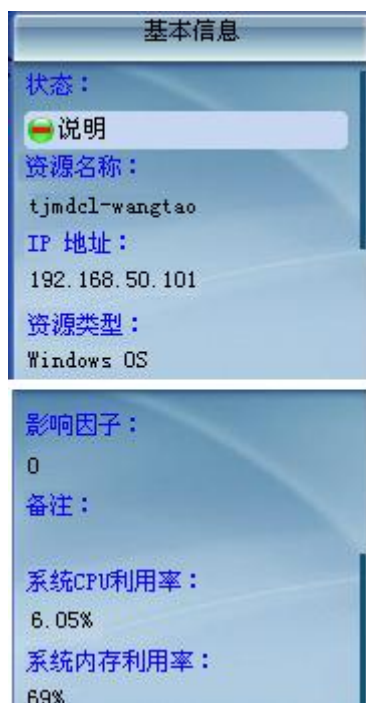 基本信息
状态：
说明
资源名称：
tjmdcl-wangtao
IP 地址：
192.168.50.101
资源类型：
Windows OS
影响因子：
0
备注：
系统CPU利用率：
6.05%
系统内存利用率：
69%